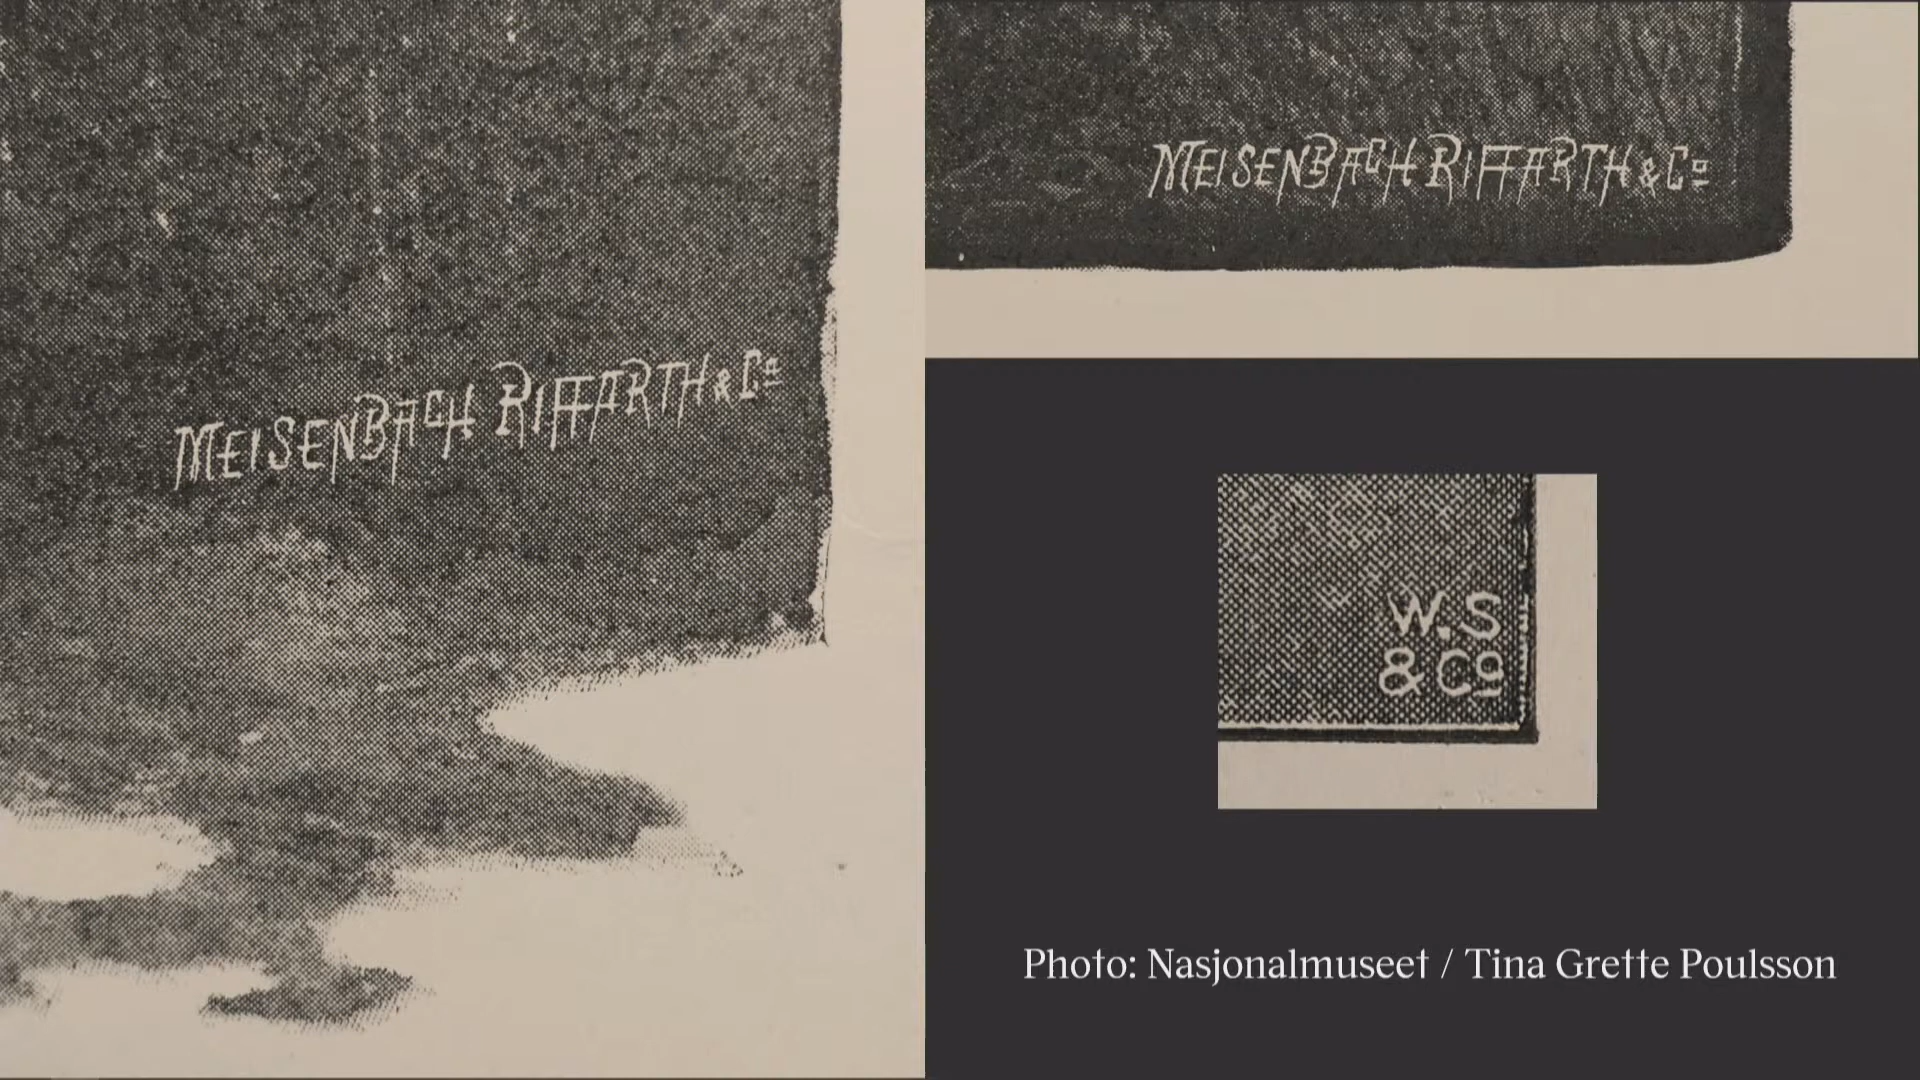 MEISENBACH RIFFARTH & Cº
MEISENBACH RIFFARTH & Cº
W.S
& Cº
Photo: Nasjonalmuseet / Tina Grette Poulsson